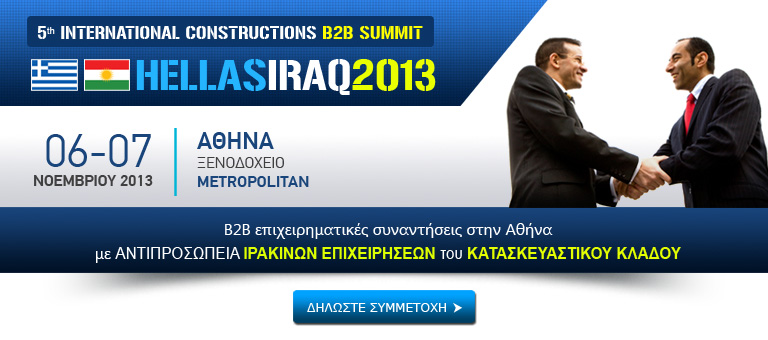 5th INTERNATIONAL CONSTRUCTIONS B2B SUMMIT
HELLASIRAQ2013
06-07
ΝΟΕΜΒΡΙΟΥ 2013
ΑΘΗΝΑ
ΞΕΝΟΔΟΧΕΙΟ
METROPOLITAN
B2B επιχειρηματικές συναντήσεις στην Αθήνα
με ΑΝΤΙΠΡΟΣΩΠΕΙΑ ΙΡΑΚΙΝΩΝ ΕΠΙΧΕΙΡΗΣΕΩΝ του ΚΑΤΑΣΚΕΥΑΣΤΙΚΟΥ ΚΛΑΔΟΥ
ΔΗΛΩΣΤΕ ΣΥΜΜΕΤΟΧΗ